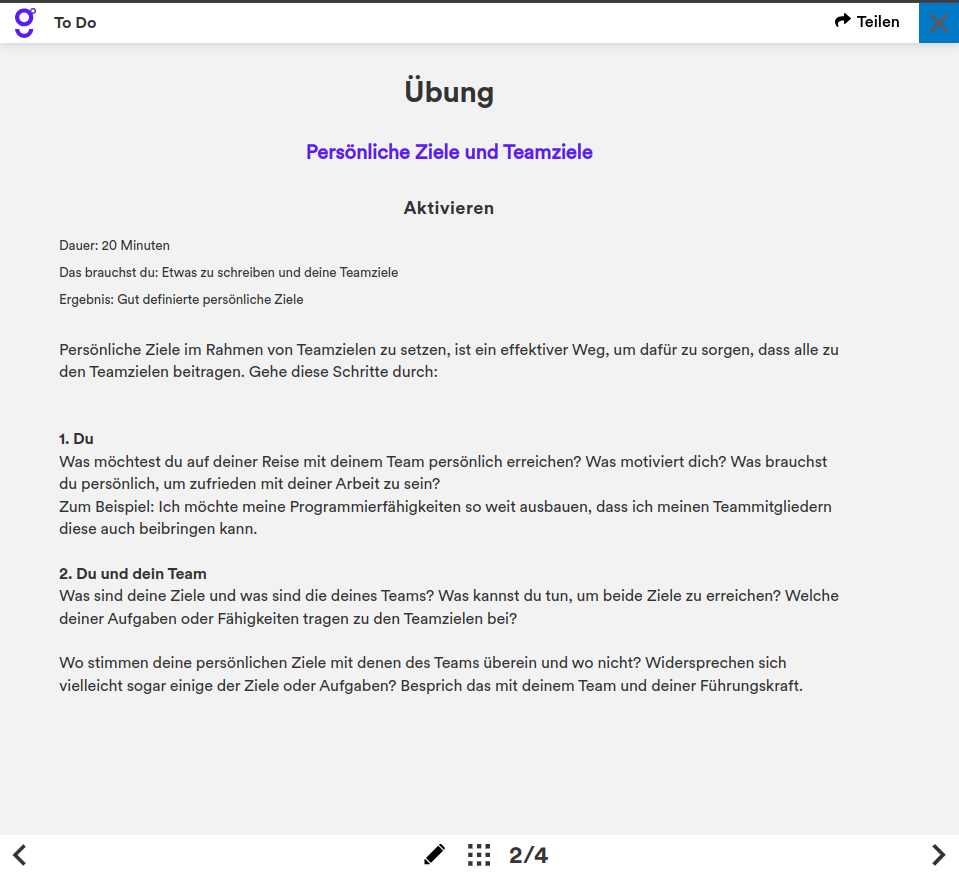 To Do
Teilen
Übung
Persönliche Ziele und Teamziele
Aktivieren
Dauer: 20 Minuten
Das brauchst du: Etwas zu schreiben und deine Teamziele
Ergebnis: Gut definierte persönliche Ziele
Persönliche Ziele im Rahmen von Teamzielen zu setzen, ist ein effektiver Weg, um dafür zu sorgen, dass alle zu
den Teamzielen beitragen. Gehe diese Schritte durch:
1. Du
Was möchtest du auf deiner Reise mit deinem Team persönlich erreichen? Was motiviert dich? Was brauchst
du persönlich, um zufrieden mit deiner Arbeit zu sein?
Zum Beispiel: Ich möchte meine Programmierfähigkeiten so weit ausbauen, dass ich meinen Teammitgliedern
diese auch beibringen kann.
2. Du und dein Team
Was sind deine Ziele und was sind die deines Teams? Was kannst du tun, um beide Ziele zu erreichen? Welche
deiner Aufgaben oder Fähigkeiten tragen zu den Teamzielen bei?
Wo stimmen deine persönlichen Ziele mit denen des Teams überein und wo nicht? Widersprechen sich
vielleicht sogar einige der Ziele oder Aufgaben? Besprich das mit deinem Team und deiner Führungskraft.
2/4